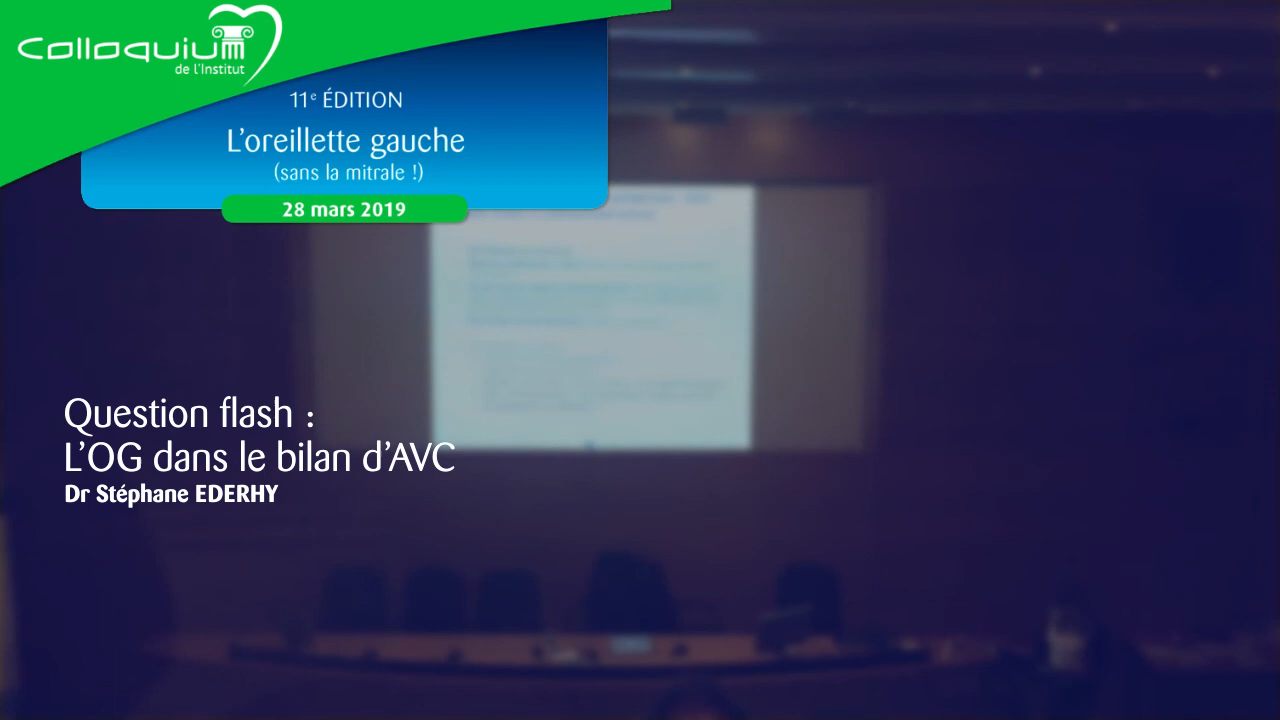 Colloquium
de l'Institut
11e ÉDITION
L'oreillette gauche
(sans la mitrale !)
28 mars 2019
Question flash :
L'OG dans le bilan d'AVC
Dr Stéphane EDERHY